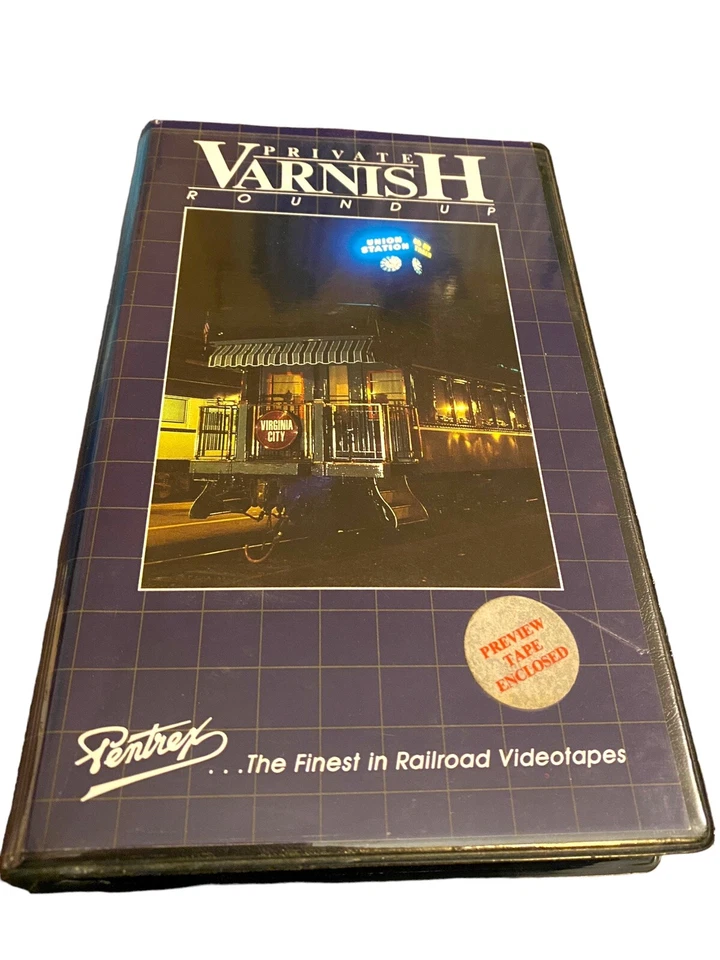 PRIVATE
VARNISH
ROUNDUP
UNION
STATION
VIRGINIA
CITY
PREVIEW
TAPE
ENCLOSED
Pentrex
...The Finest in Railroad Videotapes